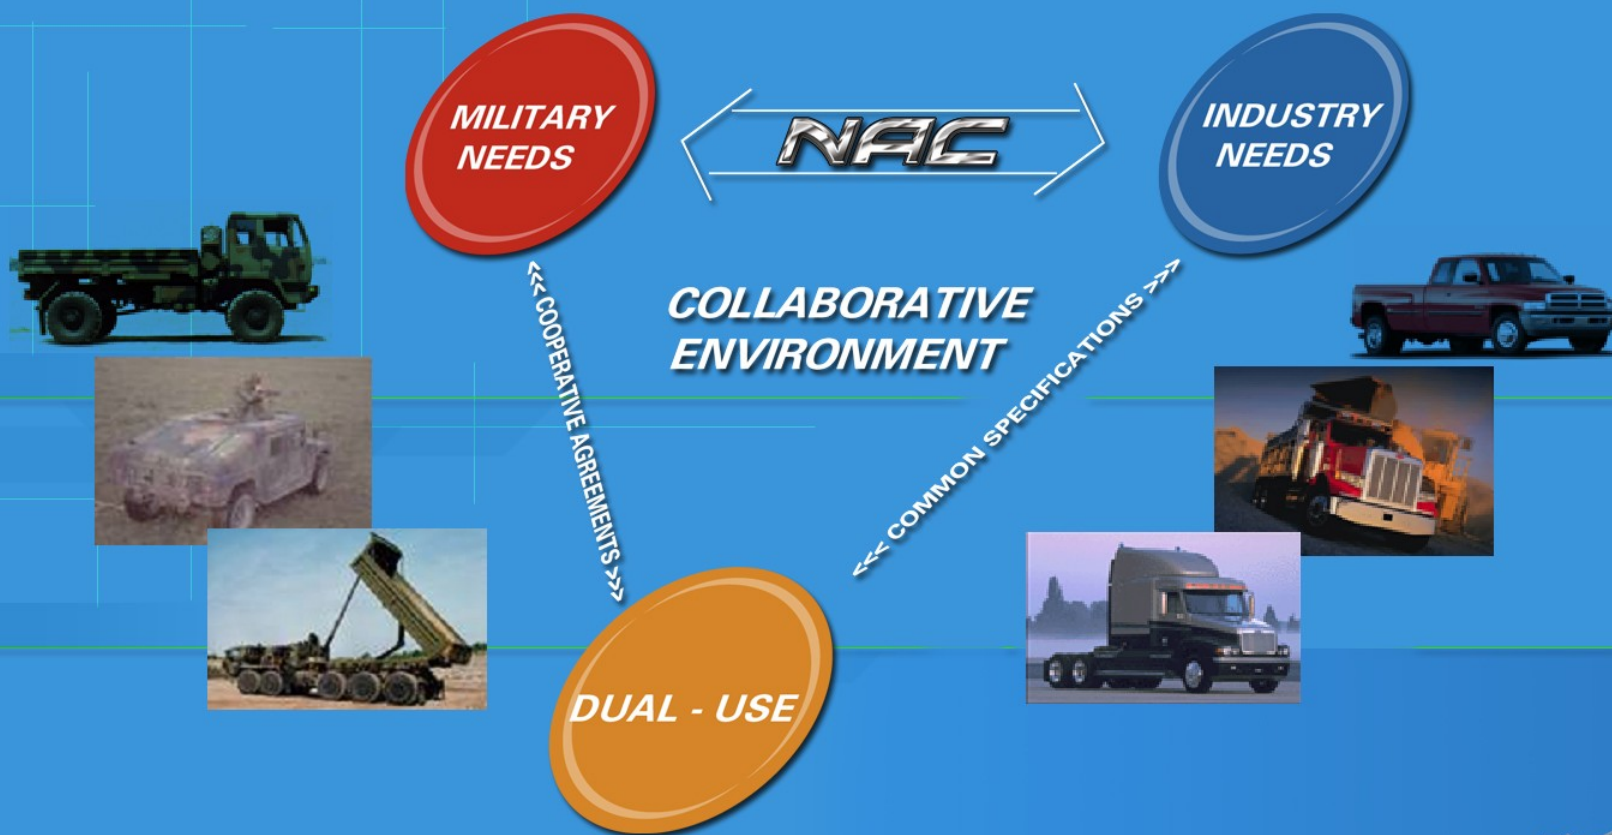 MILITARY
NEEDS
NAC
INDUSTRY
NEEDS
COLLABORATIVE
ENVIRONMENT
<<< COOPERATIVE AGREEMENTS >>>
<<< COMMON SPECIFICATIONS >>>
DUAL - USE